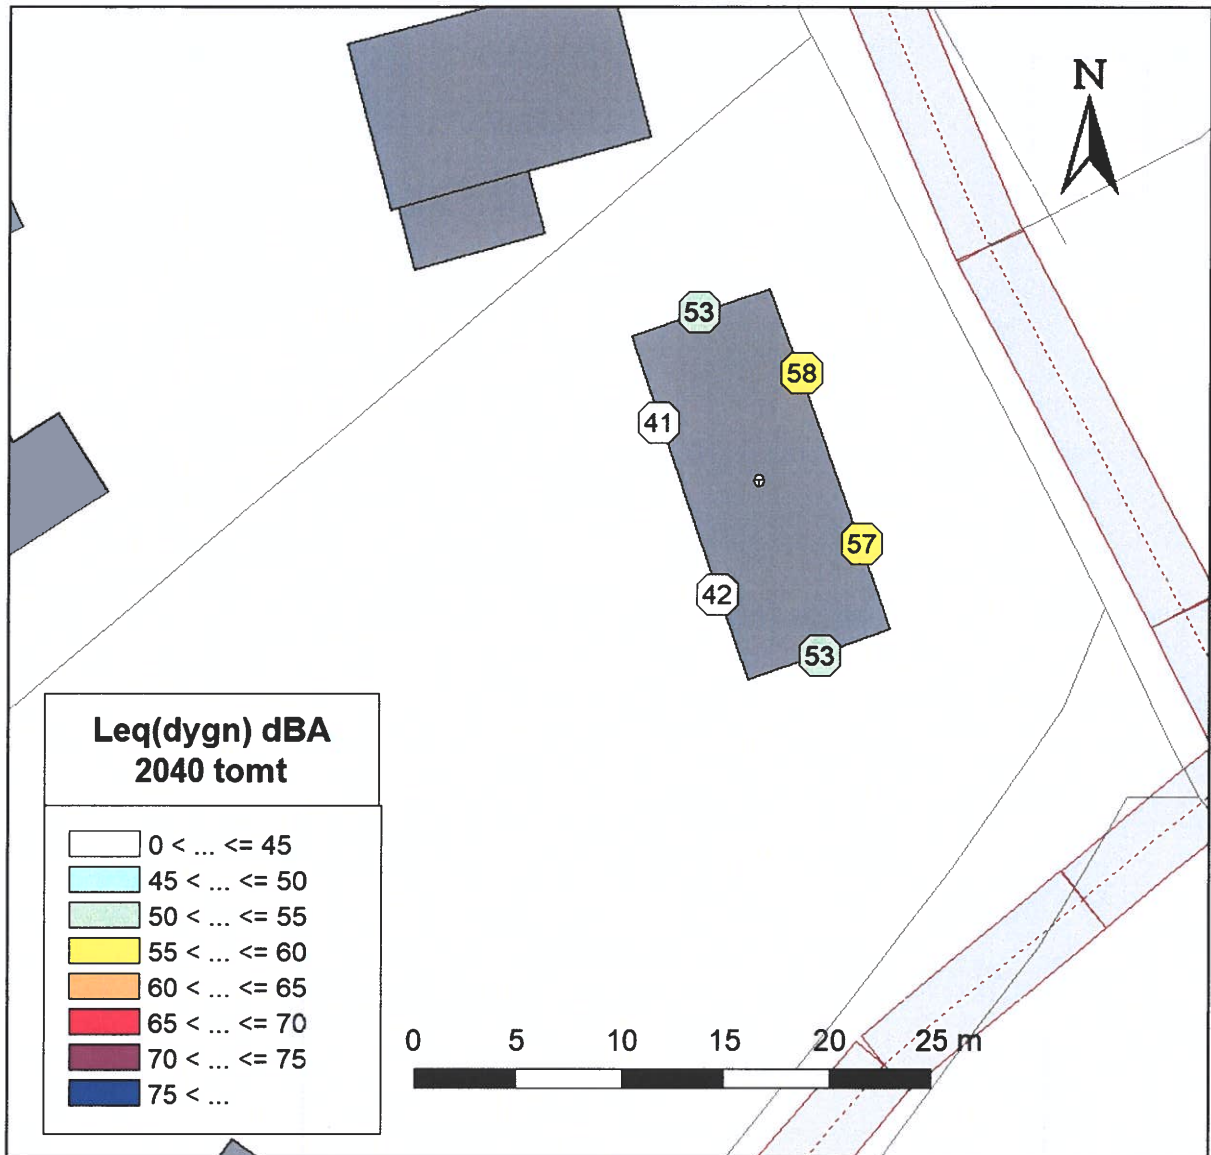 N
53
58
41
57
42
53
Leq(dygn) dBA
2040 tomt
0 < ... <= 45
45 < ... <= 50
50 < ... <= 55
55 < ... <= 60
60 < ... <= 65
65 < ... <= 70
70 < ... <= 75
75 < ...
0 5 10 15 20 25 m